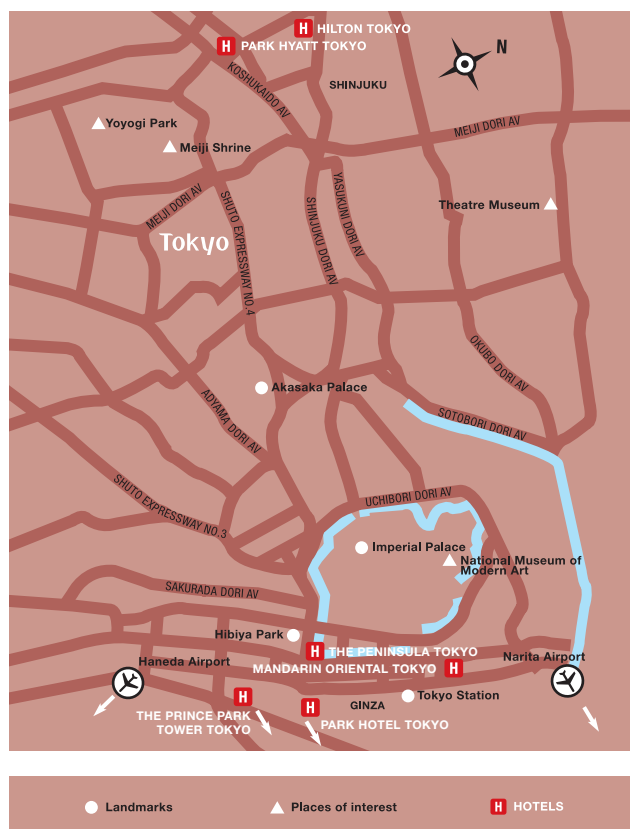 H HILTON TOKYO
H PARK HYATT TOKYO
N
KOSHUKAIDO AV
SHINJUKU
Yoyogi Park
Meiji Shrine
MEIJI DORI AV
MEIJI DORI AV
SHUTO EXPRESSWAY NO.4
SHINJUKU DORI AV
YASUKUNI DORI AV
Theatre Museum
Tokyo
OKUBO DORI AV
Akasaka Palace
ADYAMA DORI AV
SOTOBORI DORI AV
SHUTO EXPRESSWAY NO.3
UCHIBORI DORI AV
Imperial Palace
National Museum of
Modern Art
SAKURADA DORI AV
Hibiya Park
H THE PENINSULA TOKYO
Haneda Airport
MANDARIN ORIENTAL TOKYO H
Narita Airport
H
THE PRINCE PARK
TOWER TOKYO
H
GINZA
Tokyo Station
PARK HOTEL TOKYO
Landmarks
Places of interest
H HOTELS